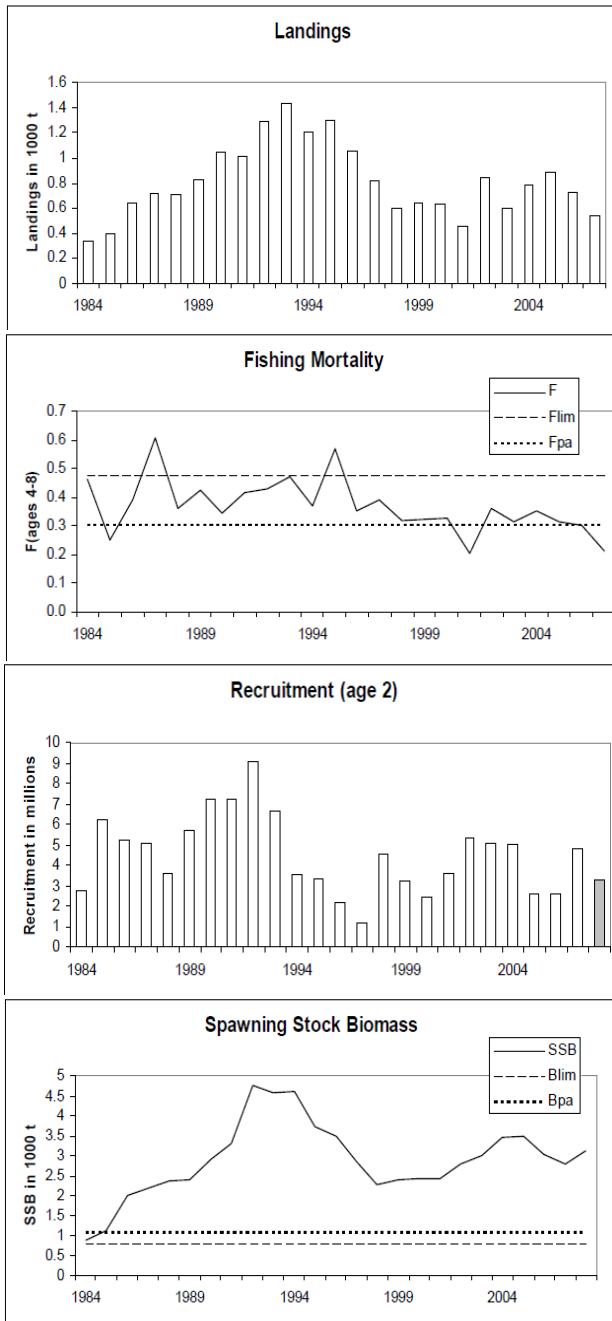 Landings
Landings in 1000 t
1.6
1.4
1.2
1
0.8
0.6
0.4
0.2
0
1984 1989 1994 1999 2004
Fishing Mortality
F
Flim
Fpa
F(ages 4-8)
0.7
0.6
0.5
0.4
0.3
0.2
0.1
0.0
1984 1989 1994 1999 2004
Recruitment (age 2)
Recruitment in millions
10
9
8
7
6
5
4
3
2
1
0
1984 1989 1994 1999 2004
Spawning Stock Biomass
SSB
Blim
Bpa
SSB in 1000 t
5
4.5
4
3.5
3
2.5
2
1.5
1
0.5
0
1984 1989 1994 1999 2004